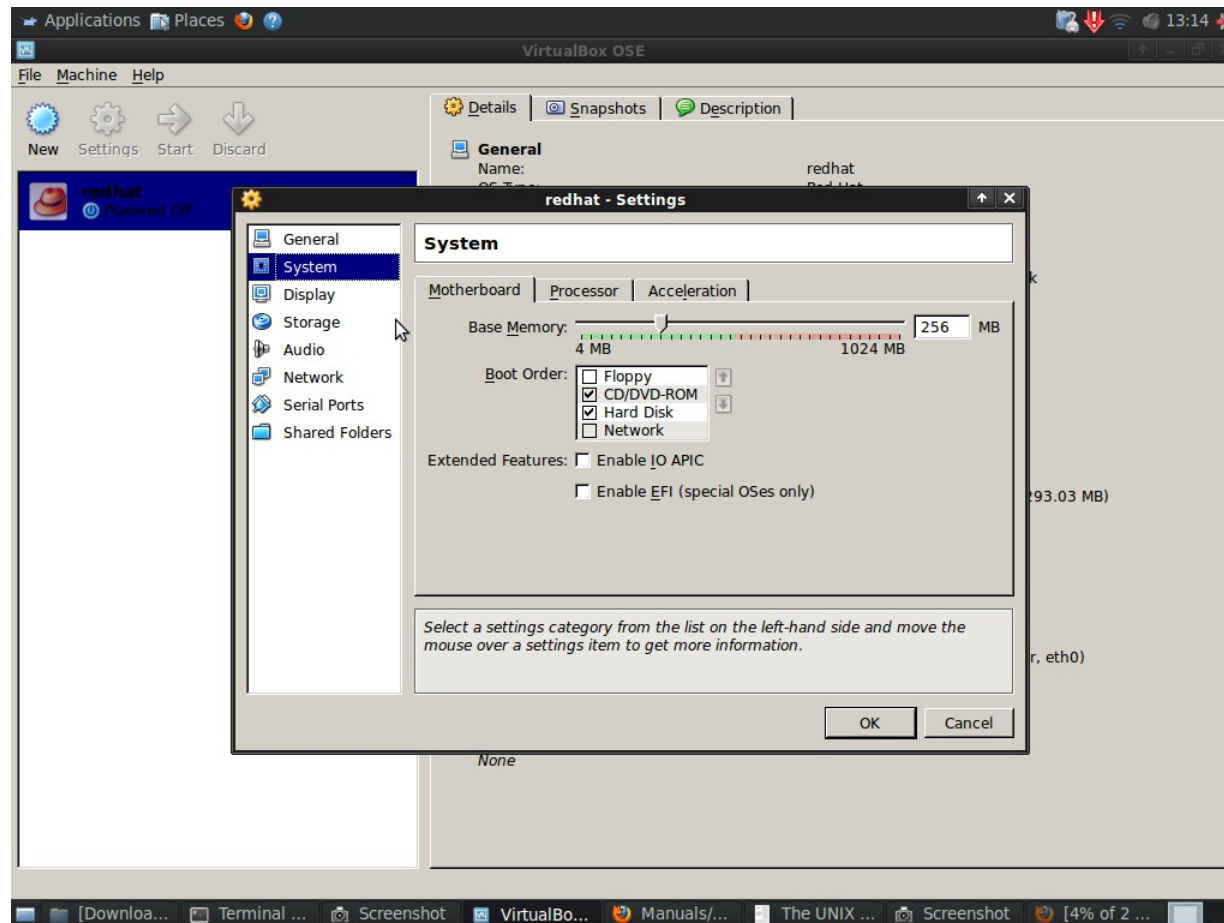 Applications Places 13:14
VirtualBox OSE
File Machine Help
New Settings Start Discard
Details Snapshots Description
General
Name: redhat
redhat
Powered Off
redhat - Settings
General
System
Display
Storage
Audio
Network
Serial Ports
Shared Folders
System
Motherboard Processor Acceleration
Base Memory: 256 MB
4 MB 1024 MB
Boot Order: Floppy
CD/DVD-ROM
Hard Disk
Network
Extended Features: Enable IO APIC
Enable EFI (special OSes only)
Select a settings category from the list on the left-hand side and move the
mouse over a settings item to get more information.
OK Cancel
k
293.03 MB)
r, eth0)
None
[Downloa... Terminal ... Screenshot VirtualBo... Manuals/... The UNIX ... Screenshot [4% of 2 ...